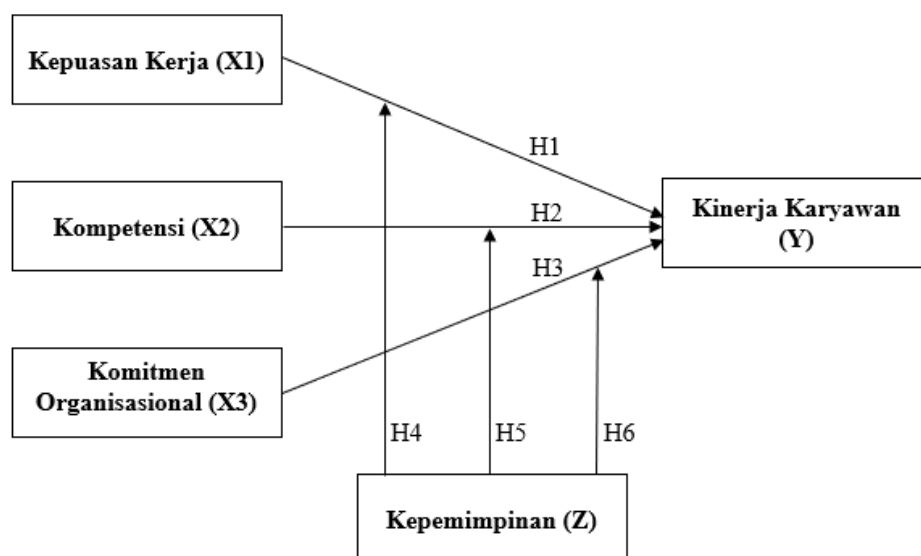 Kepuasan Kerja (X1)
H1
Kompetensi (X2)
H2
Kinerja Karyawan
(Y)
H3
Komitmen
Organisasional (X3)
H4
H5
H6
Kepemimpinan (Z)